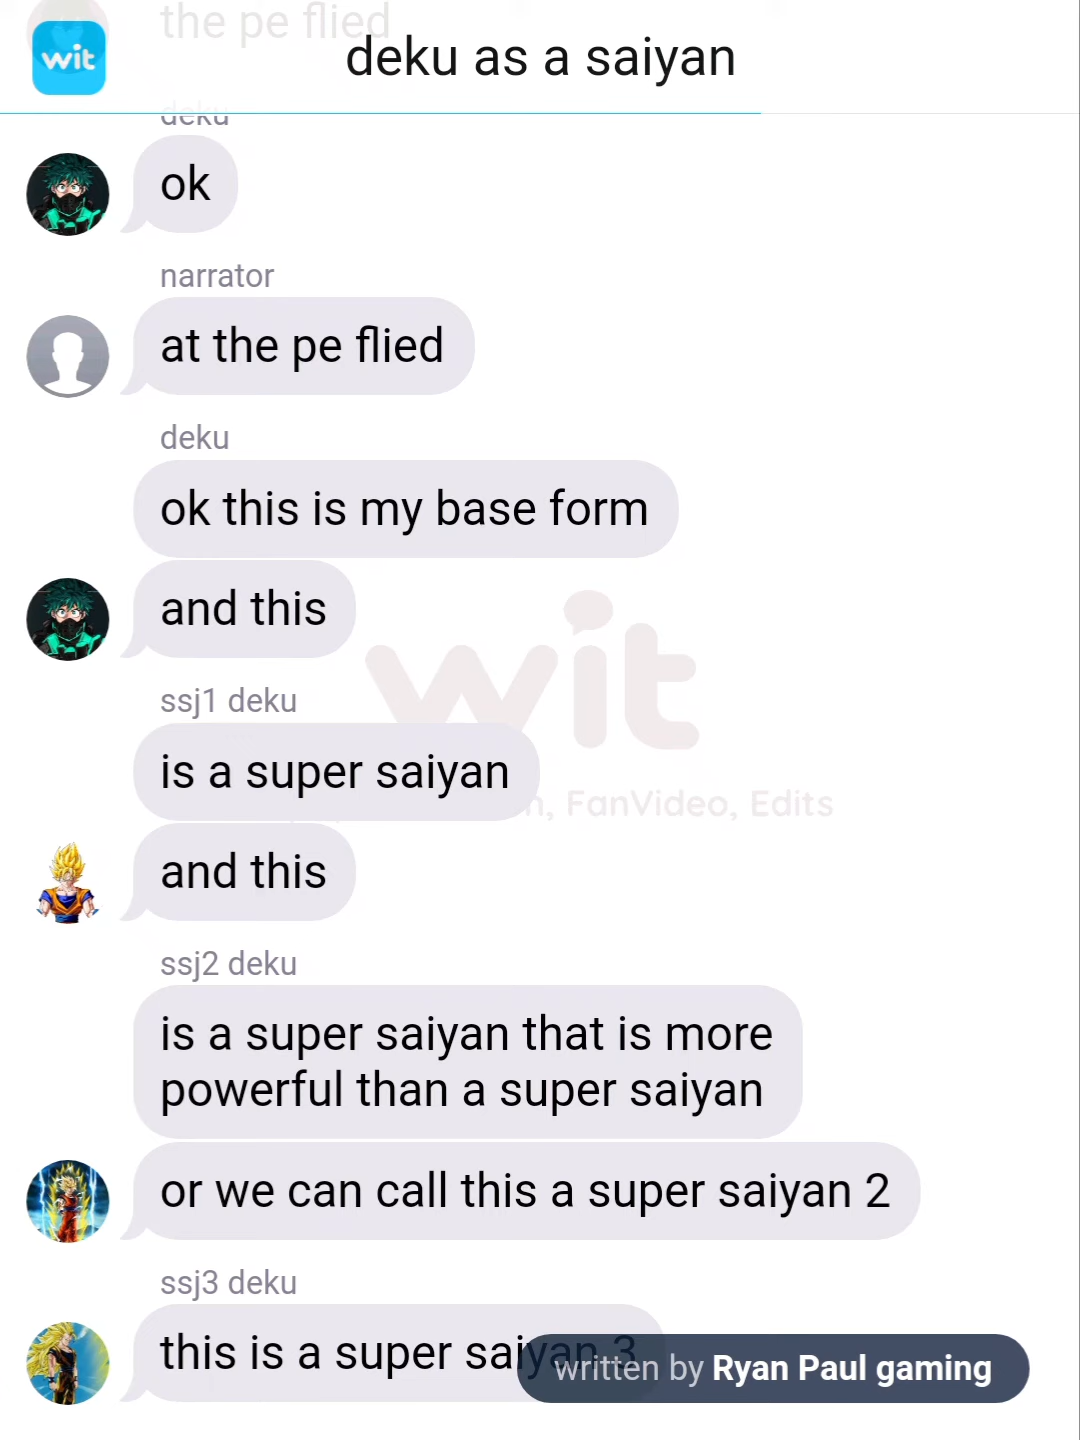 the pe flied
wit
deku as a saiyan
deku
ok
narrator
at the pe flied
deku
ok this is my base form
and this
wit
ssj1 deku
is a super saiyan
FanVideo, Edits
and this
ssj2 deku
is a super saiyan that is more
powerful than a super saiyan
or we can call this a super saiyan 2
ssj3 deku
this is a super saiyan 3
written by Ryan Paul gaming